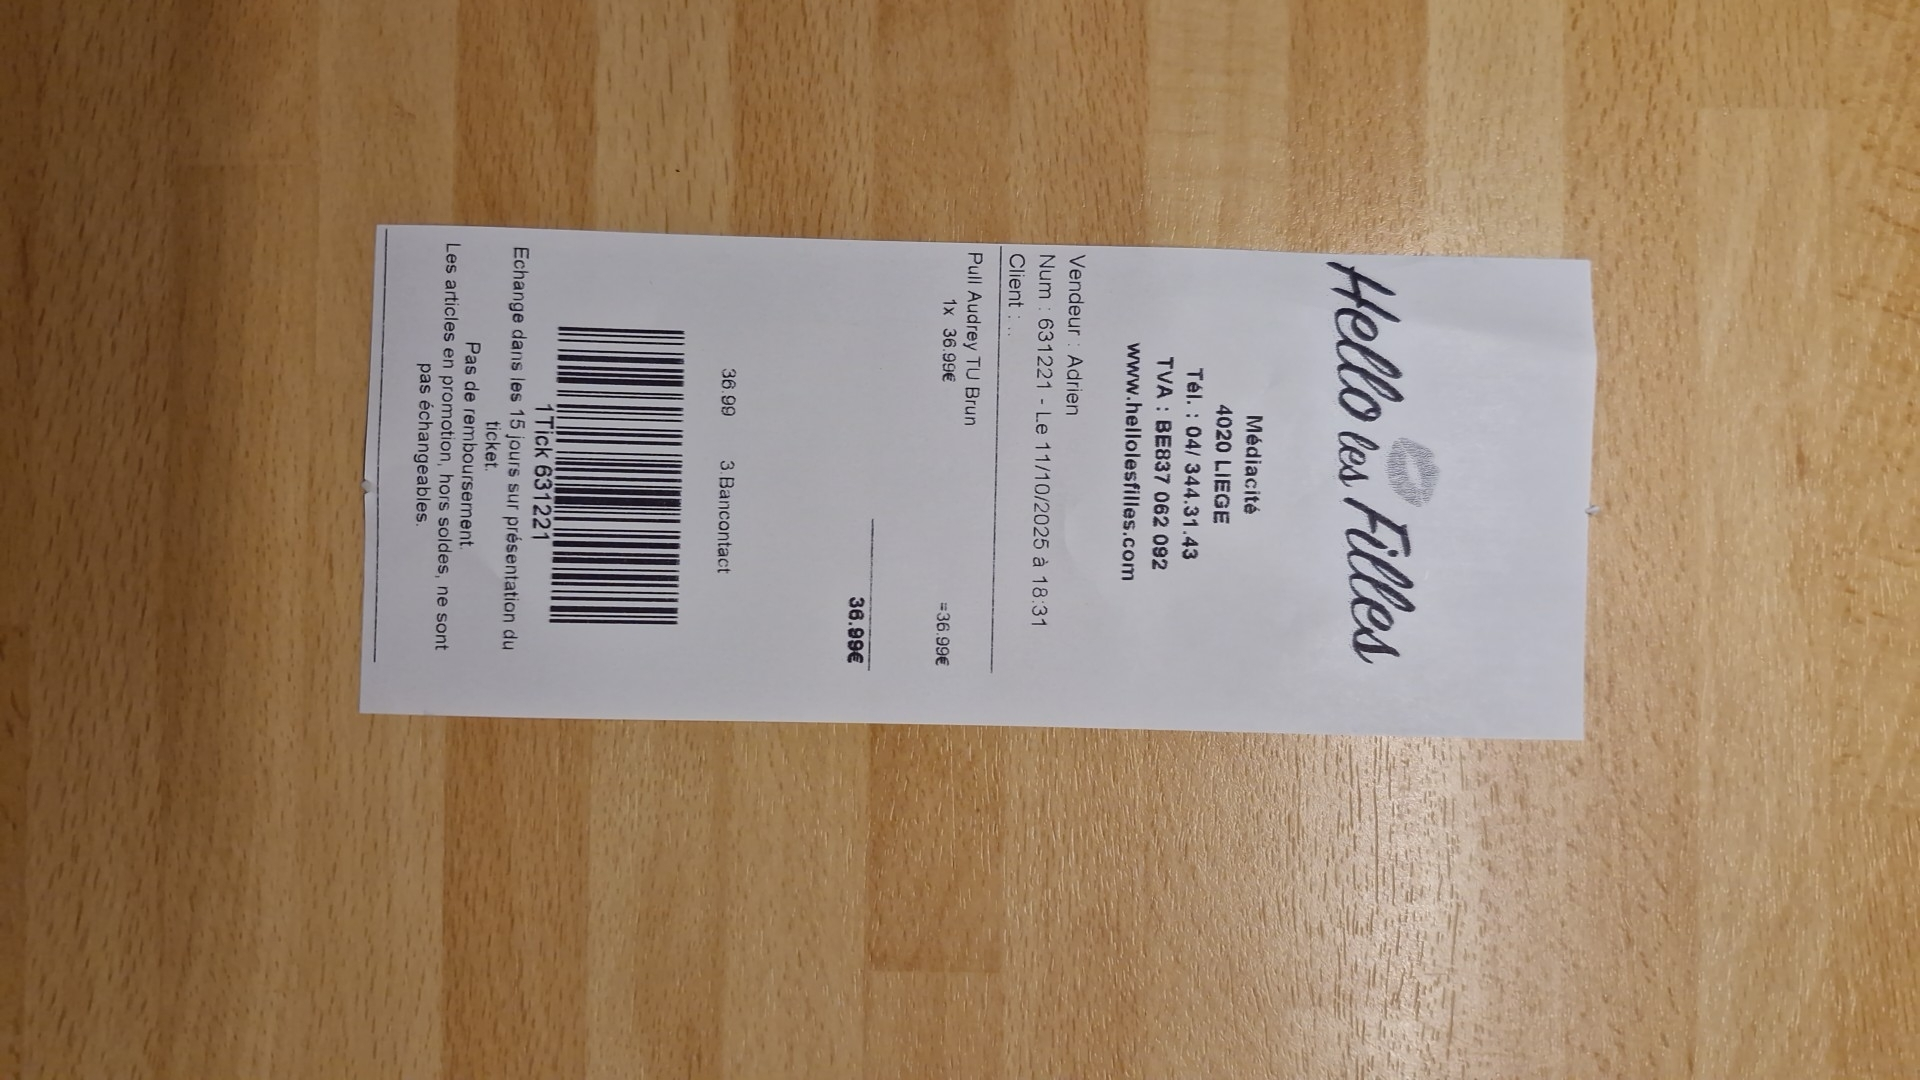 Hello les Filles
Médiacité
4020 LIEGE
Tél. : 04/ 344.31.43
TVA : BE837 062 092
www.hellolesfilles.com
Vendeur : Adrien
Num : 631221 - Le 11/10/2025 à 18:31
Client : ..
Pull Audrey TU Brun
1x 36.99€ =36.99€
36.99€
36.99 3.Bancontact
1Tick 631221
Echange dans les 15 jours sur présentation du
ticket.
Pas de remboursement.
Les articles en promotion, hors soldes, ne sont
pas échangeables.